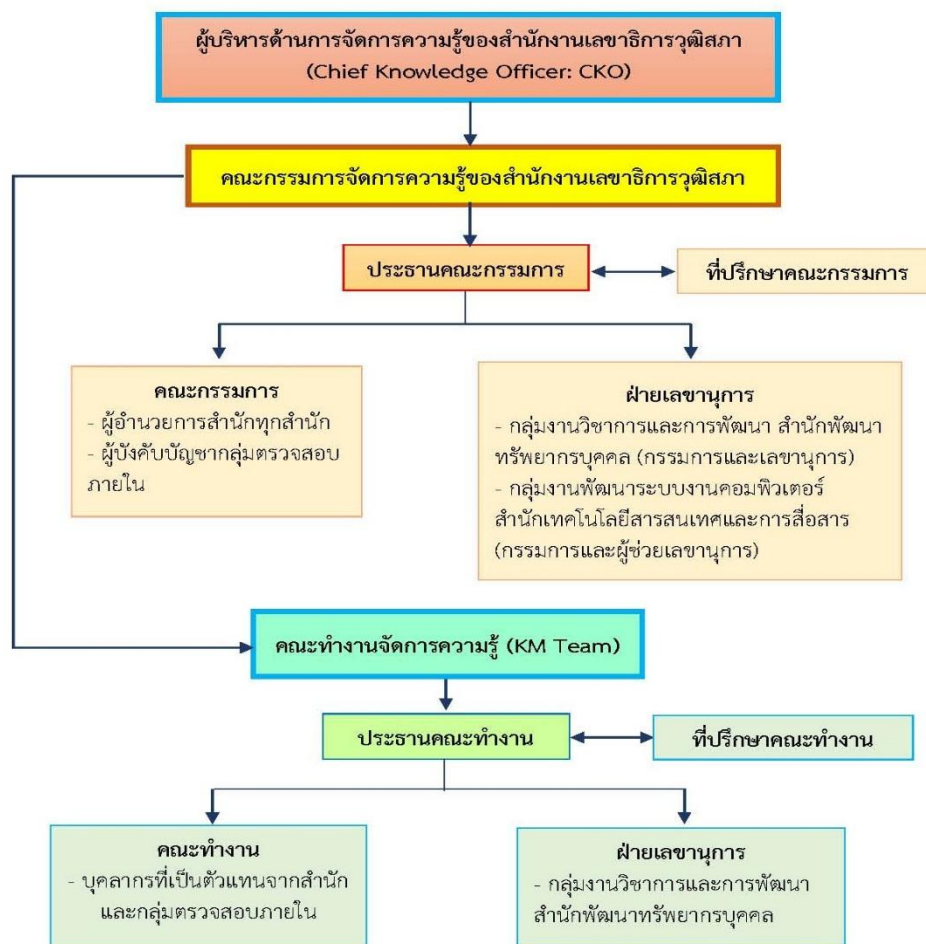 ผู้บริหารด้านการจัดการความรู้ของสำนักงานเลขาธิการวุฒิสภา
(Chief Knowledge Officer: CKO)
คณะกรรมการจัดการความรู้ของสำนักงานเลขาธิการวุฒิสภา
ประธานคณะกรรมการ
ที่ปรึกษาคณะกรรมการ
คณะกรรมการ
- ผู้อำนวยการสำนักทุกสำนัก
- ผู้บังคับบัญชากลุ่มตรวจสอบ
ภายใน
ฝ่ายเลขานุการ
- กลุ่มงานวิชาการและการพัฒนา สำนักพัฒนา
ทรัพยากรบุคคล (กรรมการและเลขานุการ)
- กลุ่มงานพัฒนาระบบงานคอมพิวเตอร์
สำนักเทคโนโลยีสารสนเทศและการสื่อสาร
(กรรมการและผู้ช่วยเลขานุการ)
คณะทำงานจัดการความรู้ (KM Team)
ประธานคณะทำงาน
ที่ปรึกษาคณะทำงาน
คณะทำงาน
- บุคลากรที่เป็นตัวแทนจากสำนัก
และกลุ่มตรวจสอบภายใน
ฝ่ายเลขานุการ
- กลุ่มงานวิชาการและการพัฒนา
สำนักพัฒนาทรัพยากรบุคคล